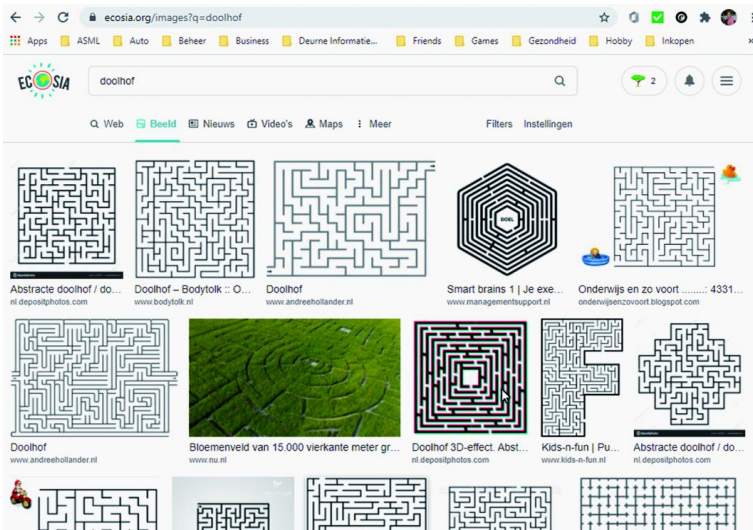 ecosia.org/images?q=doolhof
Apps ASML Auto Beheer Business Deurne Informatie... Friends Games Gezondheid Hobby Inkopen
ECOSIA doolhof 2
Web Beeld Nieuws Video's Maps Meer Filters Instellingen
DOEL
Abstracte doolhof / do... Doolhof – Bodytolk :: O... Doolhof Smart brains 1 | Je exe... Onderwijs en zo voort ........: 4331...
nl.depositphotos.com www.bodytolk.nl www.andreehollander.nl www.managementsupport.nl onderwijsenzovoort.blogspot.com
Doolhof Bloemenveld van 15.000 vierkante meter gr... Doolhof 3D-effect. Abst... Kids-n-fun | Pu... Abstracte doolhof / do...
www.andreehollander.nl www.nu.nl nl.depositphotos.com www.kids-n-fun.nl nl.depositphotos.com